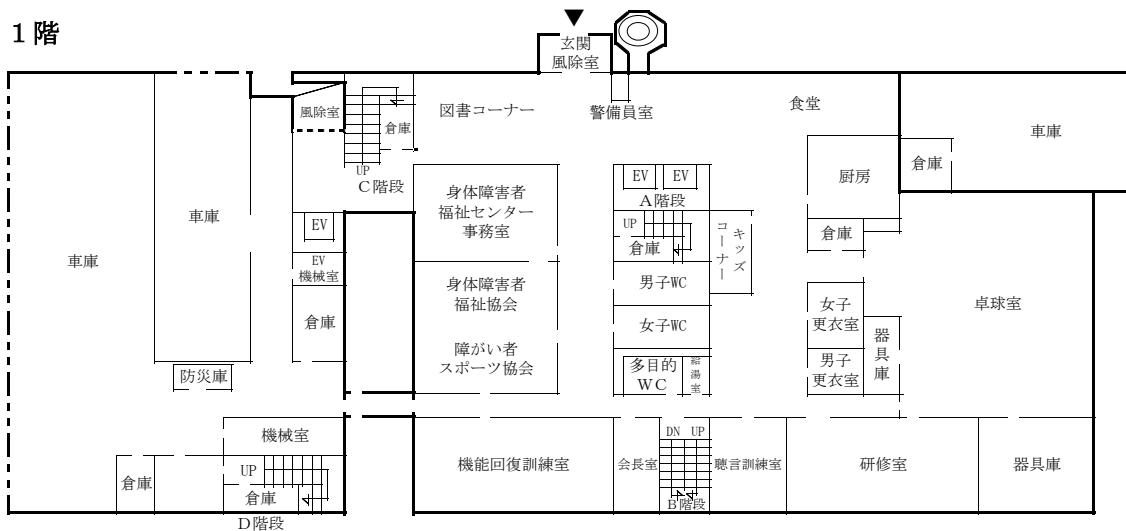 １階
玄関
風除室
風除室
倉庫
UP
Ｃ階段
図書コーナー
警備員室
食堂
車庫
倉庫
厨房
倉庫
身体障害者
福祉センター
事務室
EV
EV
Ａ階段
UP
倉庫
キッズ
コーナー
車庫
車庫
EV
EV
機械室
倉庫
身体障害者
福祉協会
障がい者
スポーツ協会
男子WC
女子WC
多目的
ＷＣ
給湯室
女子
更衣室
男子
更衣室
器具庫
卓球室
防災庫
機械室
倉庫
UP
倉庫
Ｄ階段
機能回復訓練室
会長室
DN UP
Ｂ階段
聴言訓練室
研修室
器具庫